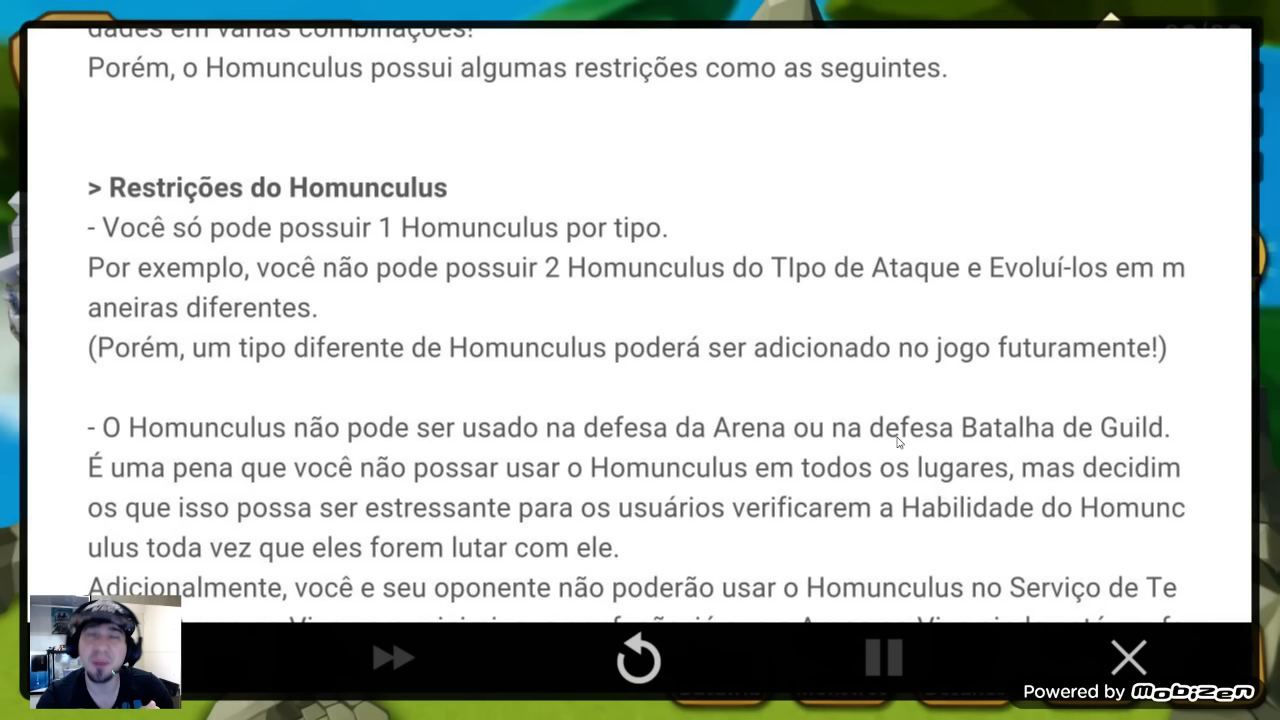 dades em várias combinações!
Porém, o Homunculus possui algumas restrições como as seguintes.
> Restrições do Homunculus
- Você só pode possuir 1 Homunculus por tipo.
Por exemplo, você não pode possuir 2 Homunculus do TIpo de Ataque e Evoluí-los em m
aneiras diferentes.
(Porém, um tipo diferente de Homunculus poderá ser adicionado no jogo futuramente!)
- O Homunculus não pode ser usado na defesa da Arena ou na defesa Batalha de Guild.
É uma pena que você não possar usar o Homunculus em todos os lugares, mas decidim
os que isso possa ser estressante para os usuários verificarem a Habilidade do Homunc
ulus toda vez que eles forem lutar com ele.
Adicionalmente, você e seu oponente não poderão usar o Homunculus no Serviço de Te
Powered by Mobizen